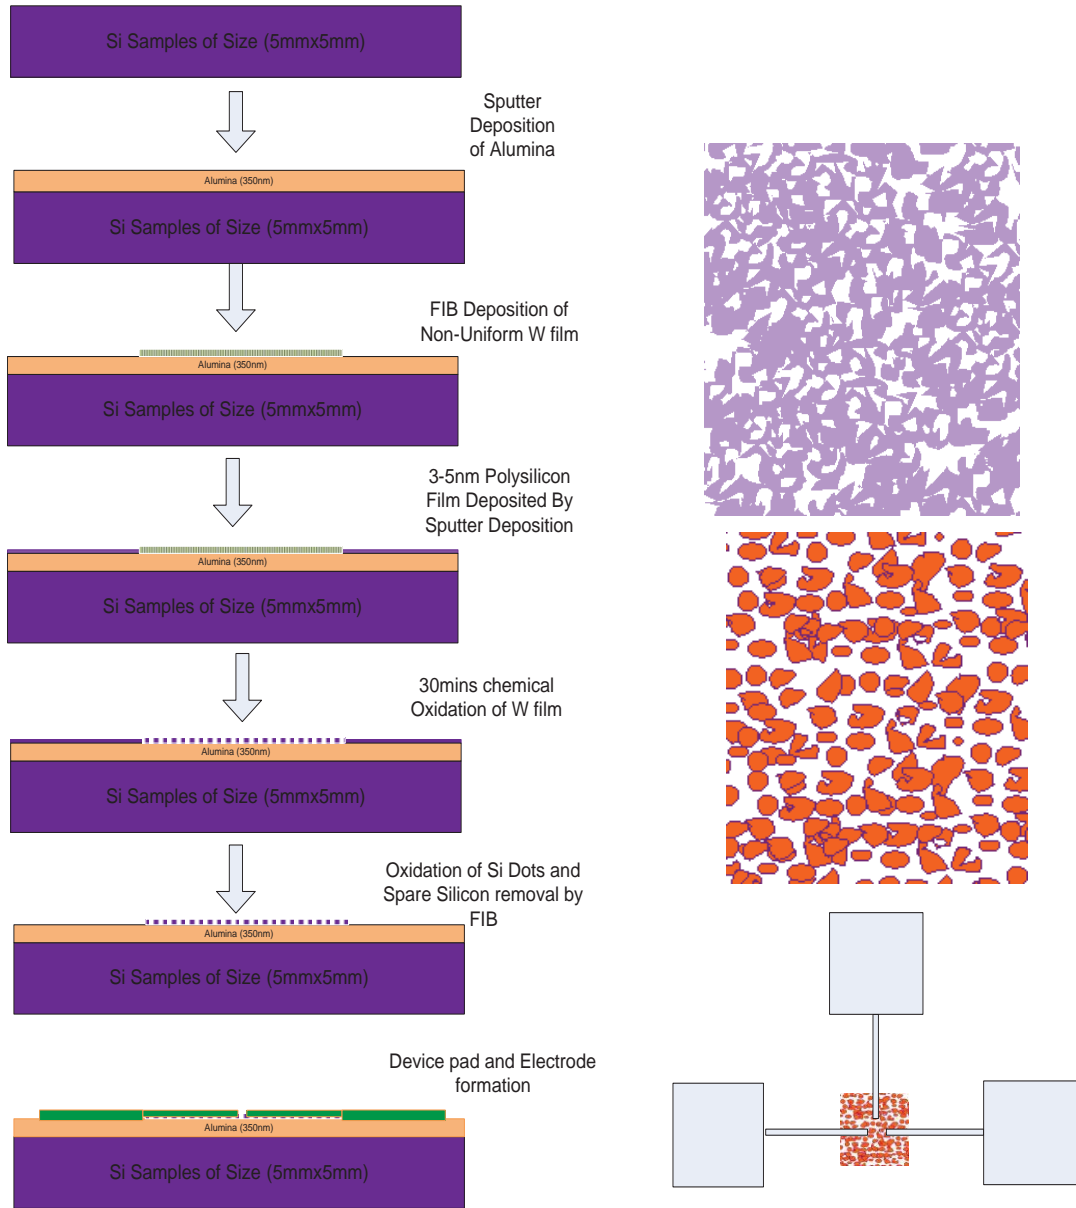 Si Samples of Size (5mmx5mm)
Sputter
Deposition
of Alumina
Alumina (350nm)
Si Samples of Size (5mmx5mm)
FIB Deposition of
Non-Uniform W film
Alumina (350nm)
Si Samples of Size (5mmx5mm)
3-5nm Polysilicon
Film Deposited By
Sputter Deposition
Alumina (350nm)
Si Samples of Size (5mmx5mm)
30mins chemical
Oxidation of W film
Alumina (350nm)
Si Samples of Size (5mmx5mm)
Oxidation of Si Dots and
Spare Silicon removal by
FIB
Alumina (350nm)
Si Samples of Size (5mmx5mm)
Device pad and Electrode
formation
Alumina (350nm)
Si Samples of Size (5mmx5mm)